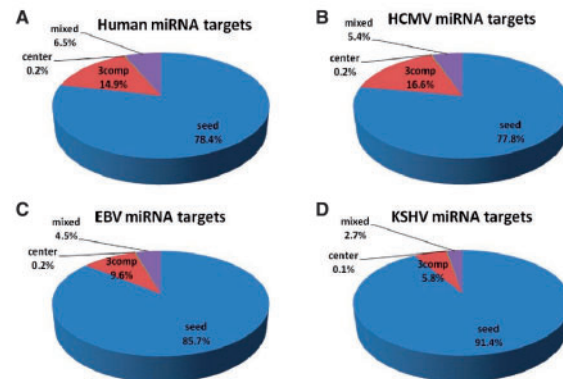 A
Human miRNA targets
mixed
6.5%
center
0.2%
3comp
14.9%
seed
78.4%
B
HCMV miRNA targets
mixed
5.4%
center
0.2%
3comp
16.6%
seed
77.8%
C
EBV miRNA targets
mixed
4.5%
center
0.2%
3comp
9.6%
seed
85.7%
D
KSHV miRNA targets
mixed
2.7%
center
0.1%
3comp
5.8%
seed
91.4%